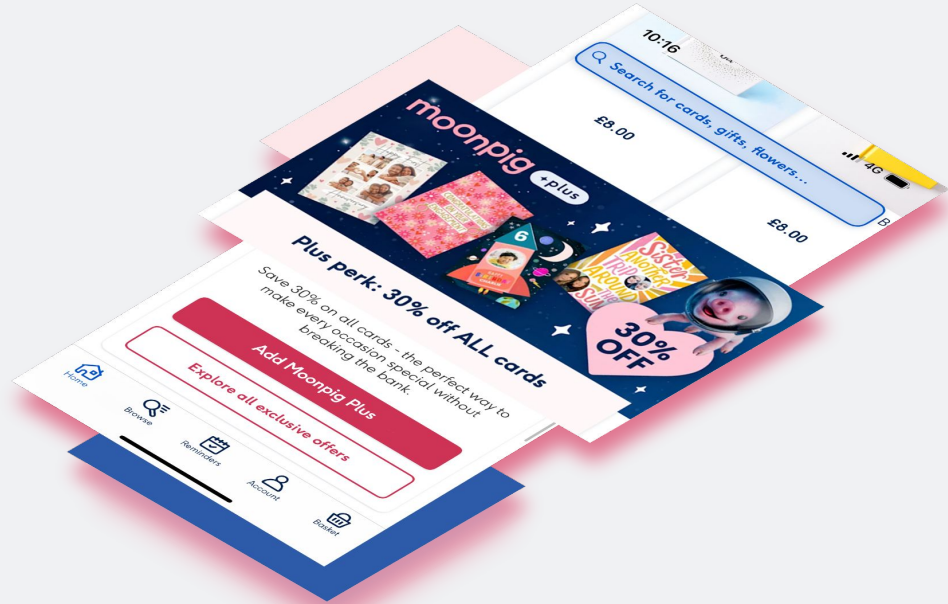 10:16
4G
Search for cards, gifts, flowers...
£8.00
£8.00
B
moonpig
+plus
6
Sister
ANOTHER
TRIP
AROUND
the
SUN
30%
OFF
Plus perk: 30% off ALL cards
Save 30% on all cards - the perfect way to
make every occasion special without
breaking the bank.
Add Moonpig Plus
Explore all exclusive offers
Home
Browse
Reminders
Account
Basket